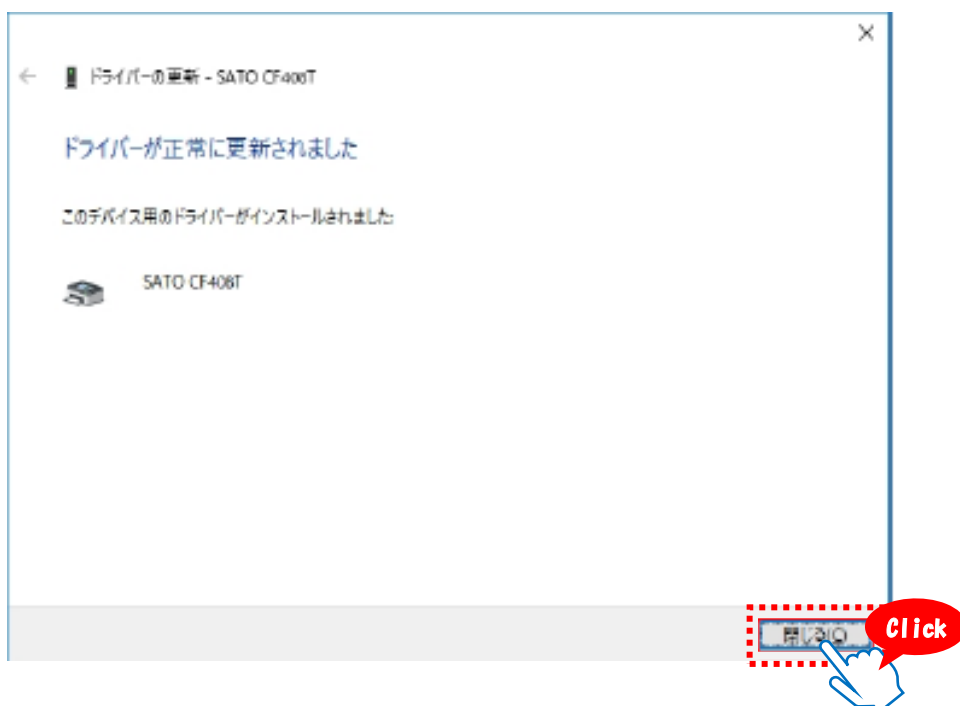 ドライバーの更新 - SATO CF408T
ドライバーが正常に更新されました
このデバイス用のドライバーがインストールされました:
SATO CF408T
閉じる(C)
Click